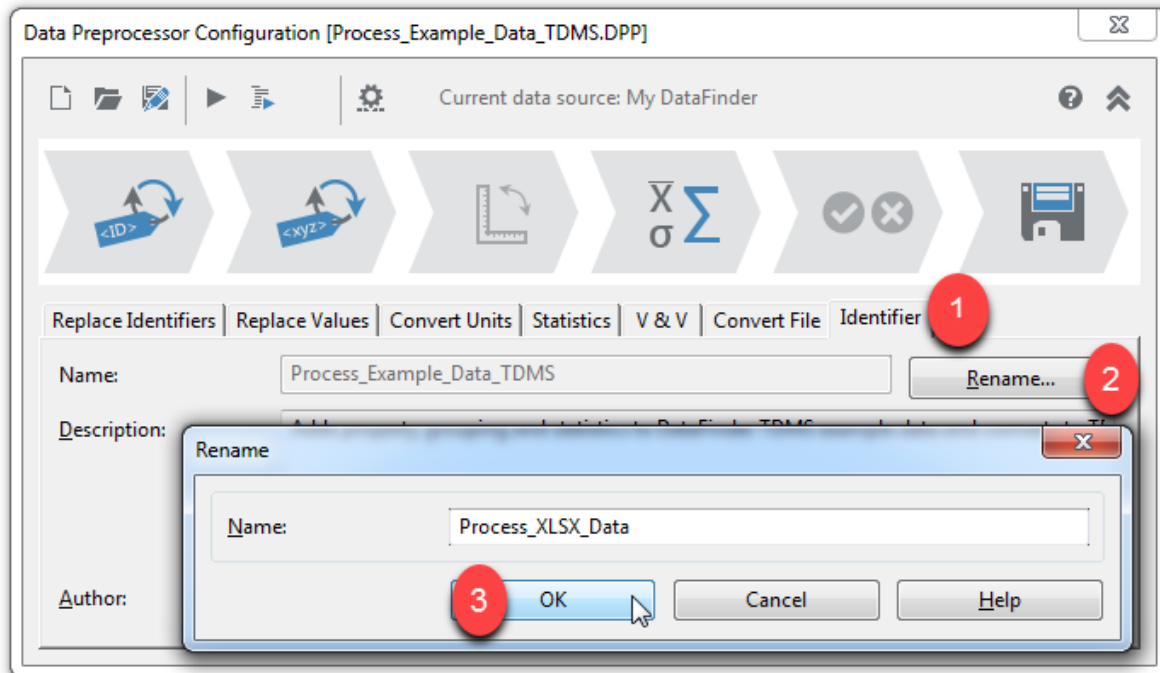 Data Preprocessor Configuration [Process_Example_Data_TDMS.DPP]
Current data source: My DataFinder
<ID>
<xyz>
X σ Σ
Replace Identifiers Replace Values Convert Units Statistics V & V Convert File Identifier 1
Name: Process_Example_Data_TDMS Rename... 2
Description:
Rename
Name: Process_XLSX_Data
Author:
3 OK Cancel Help